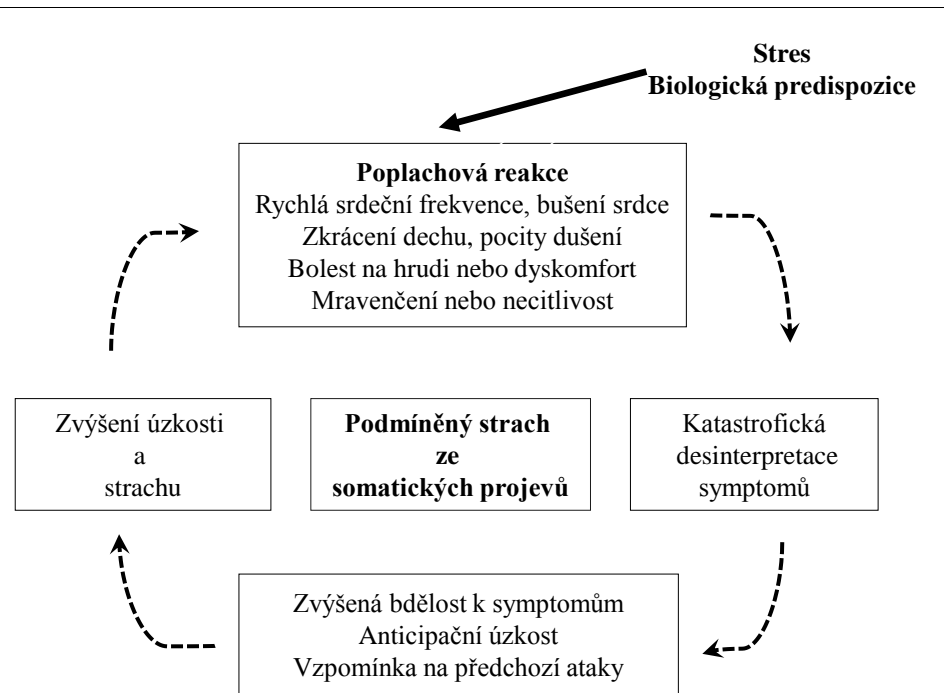 Stres
Biologická predispozice
Poplachová reakce
Rychlá srdeční frekvence, bušení srdce
Zkrácení dechu, pocity dušení
Bolest na hrudi nebo dyskomfort
Mravenčení nebo necitlivost
Zvýšení úzkosti
a
strachu
Podmíněný strach
ze
somatických projevů
Katastrofická
desinterpretace
symptomů
Zvýšená bdělost k symptomům
Anticipační úzkost
Vzpomínka na předchozí ataky